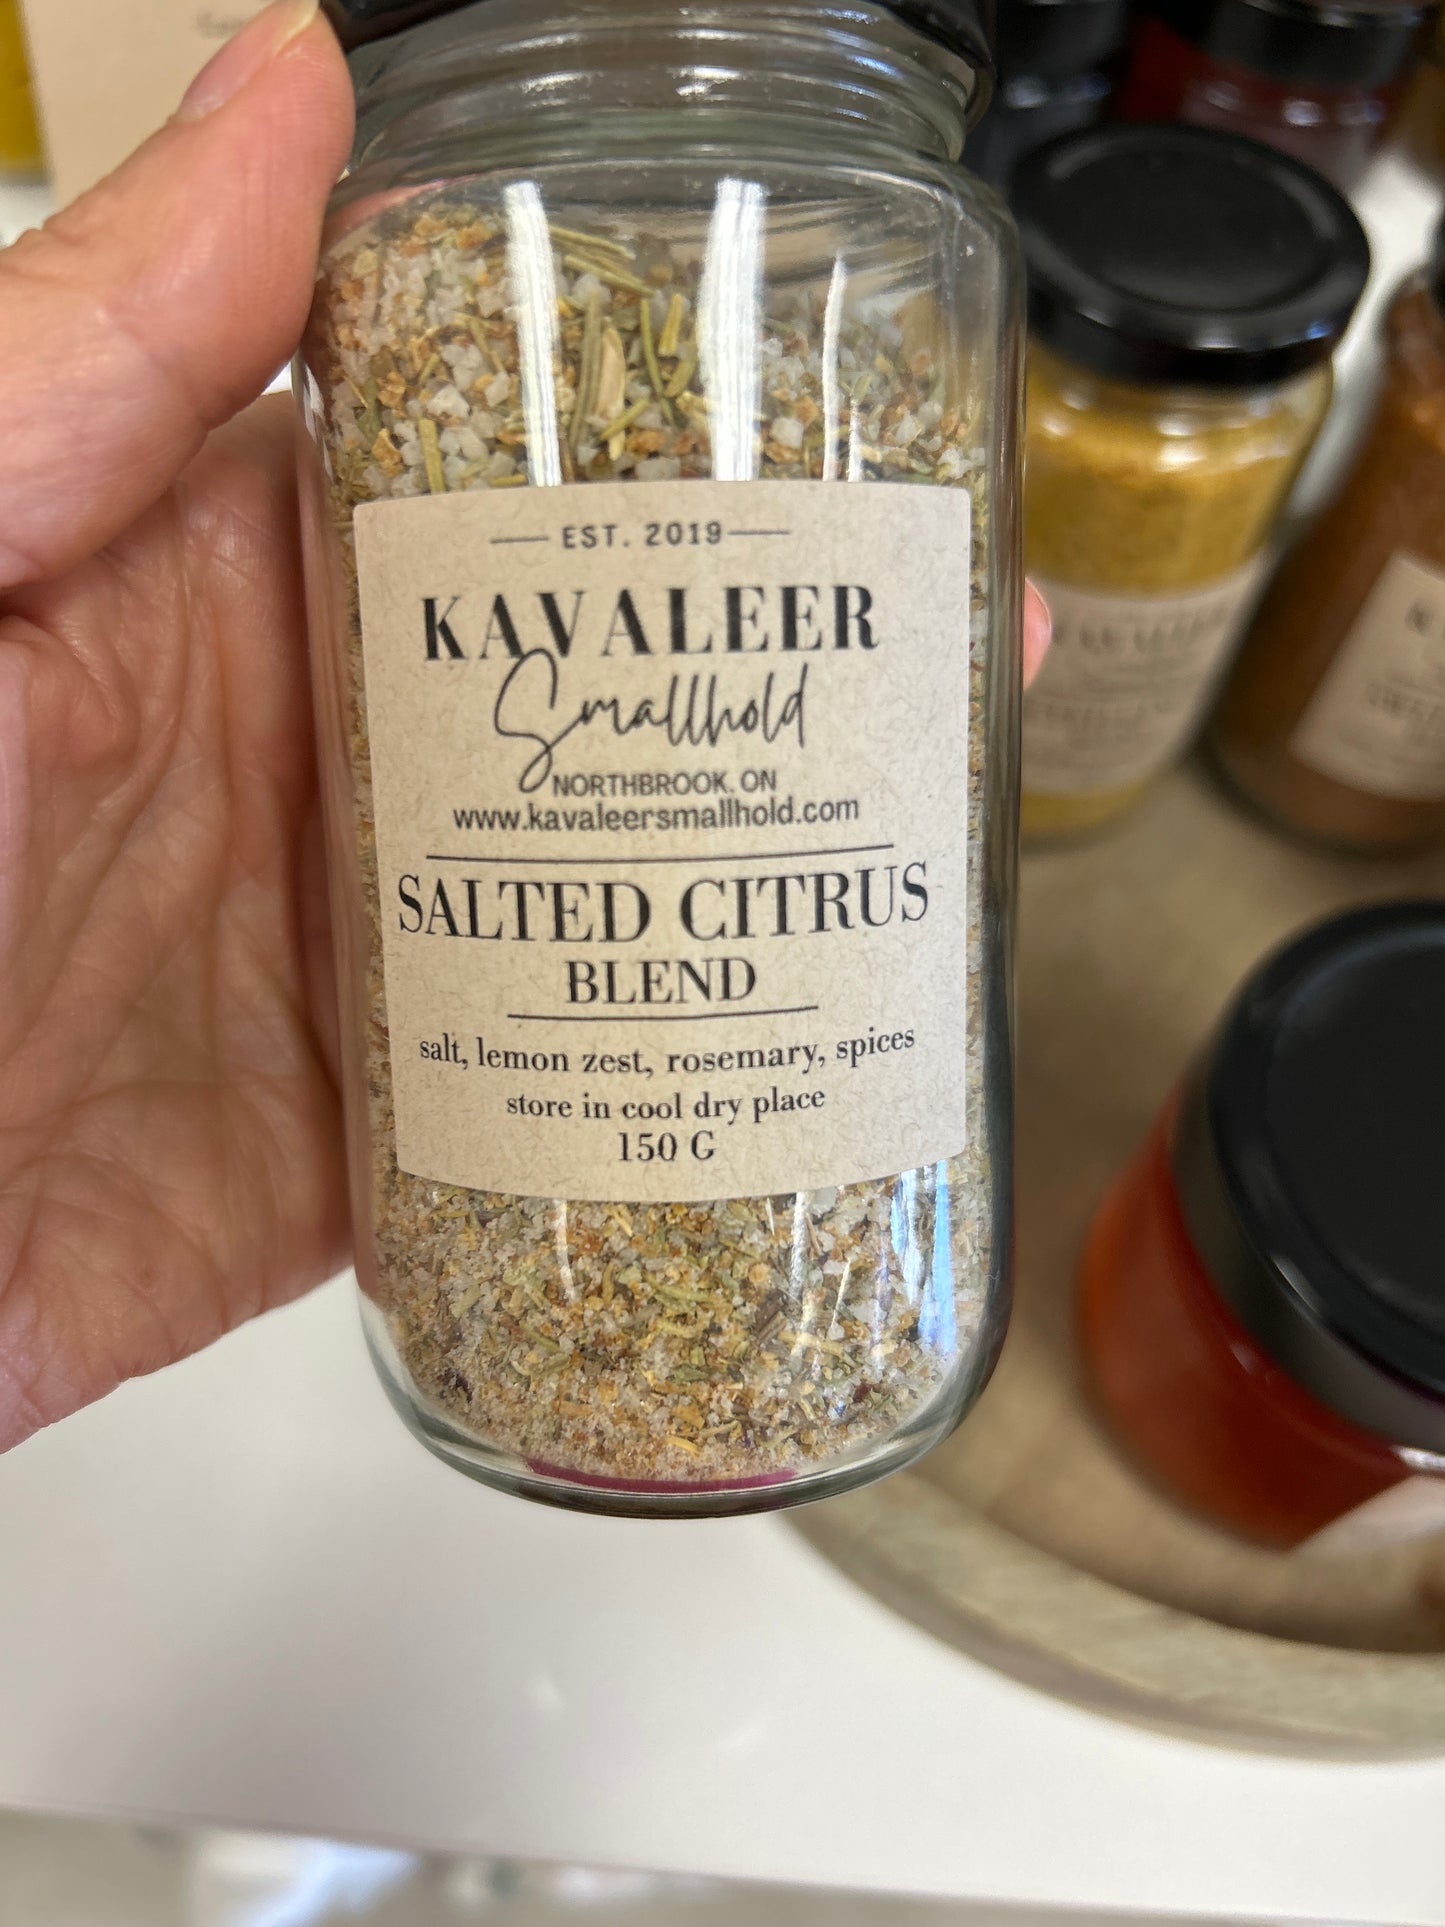 EST. 2019
KAVALEER
Smallhold
NORTHBROOK. ON
www.kavaleersmallhold.com
SALTED CITRUS
BLEND
salt, lemon zest, rosemary, spices
store in cool dry place
150 G